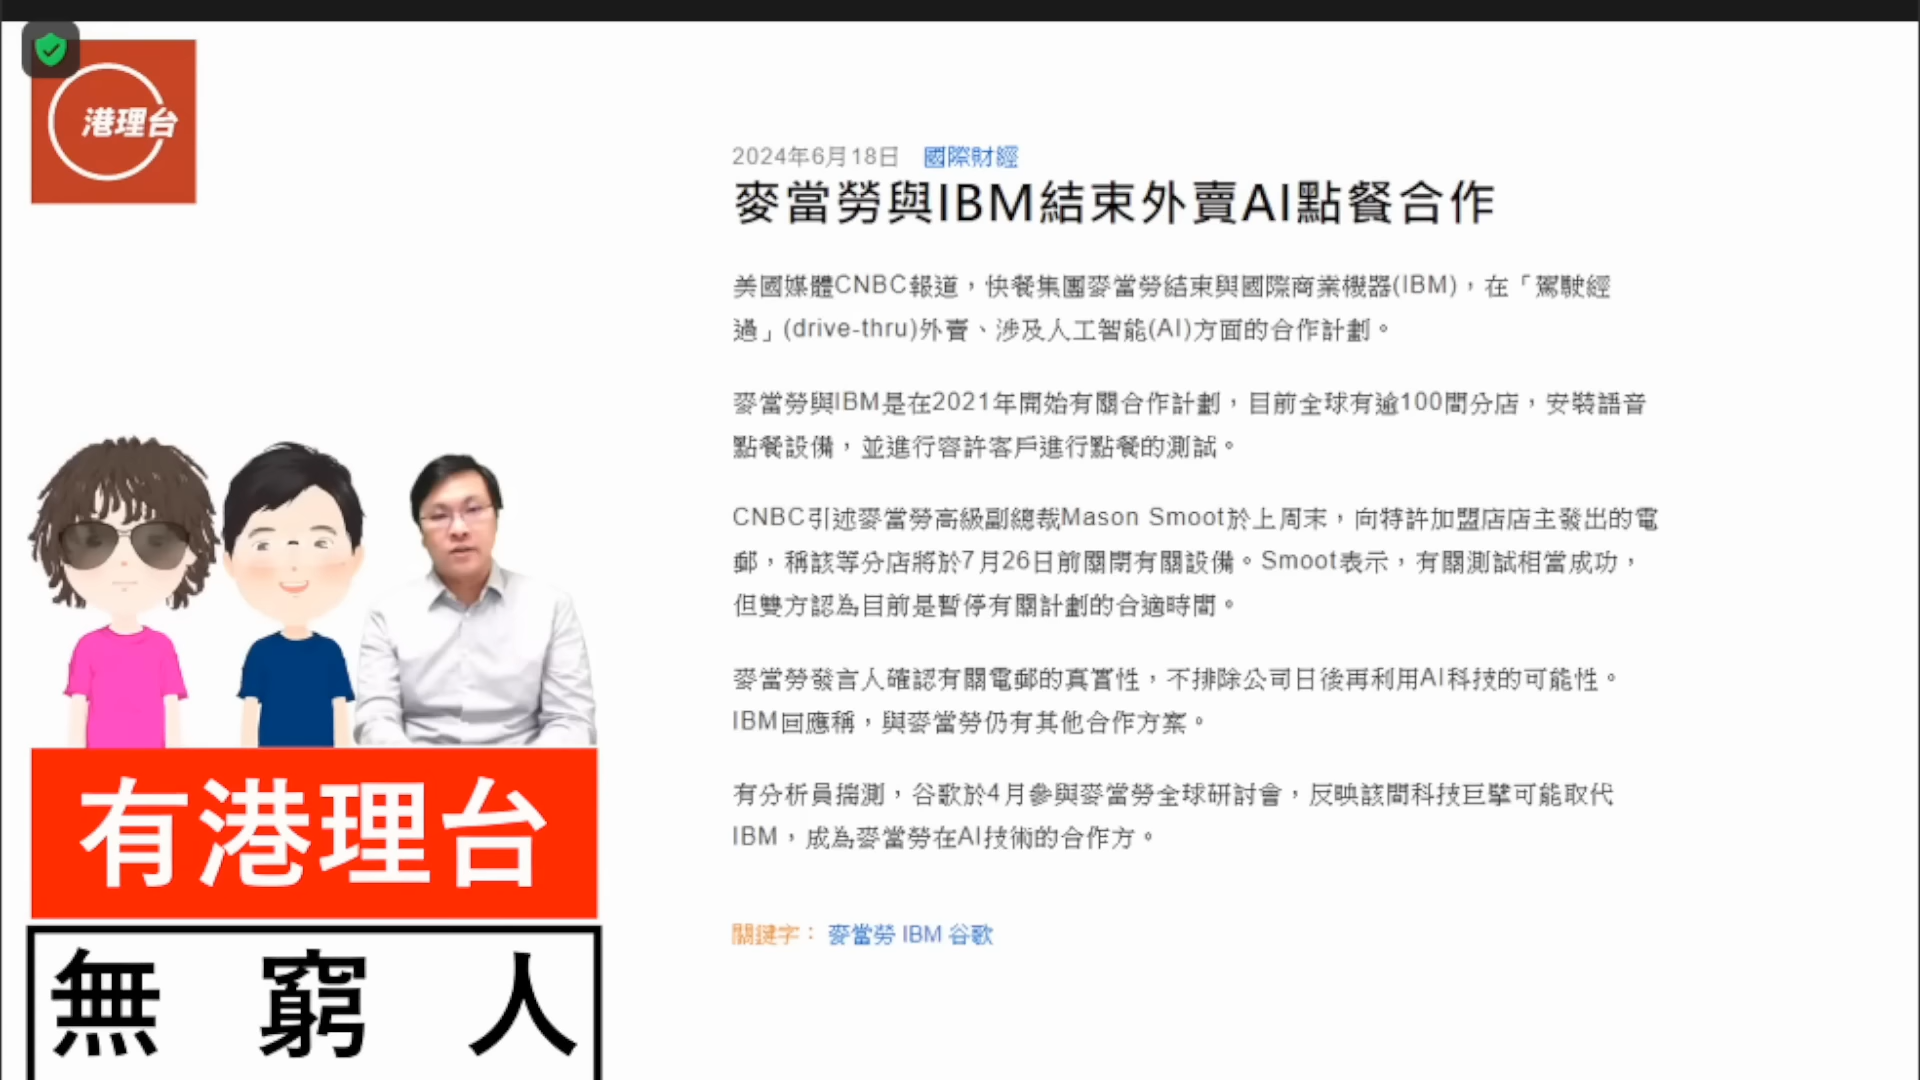 港理台
2024年6月18日 國際財經
麥當勞與IBM結束外賣AI點餐合作
美國媒體CNBC報道，快餐集團麥當勞結束與國際商業機器(IBM)，在「駕駛經
過」(drive-thru)外賣、涉及人工智能(AI)方面的合作計劃。
麥當勞與IBM是在2021年開始有關合作計劃，目前全球有逾100間分店，安裝語音
點餐設備，並進行容許客戶進行點餐的測試。
CNBC引述麥當勞高級副總裁Mason Smoot於上周末，向特許加盟店店主發出的電
郵，稱該等分店將於7月26日前關閉有關設備。Smoot表示，有關測試相當成功，
但雙方認為目前是暫停有關計劃的合適時間。
麥當勞發言人確認有關電郵的真實性，不排除公司日後再利用AI科技的可能性。
IBM回應稱，與麥當勞仍有其他合作方案。
有分析員揣測，谷歌於4月參與麥當勞全球研討會，反映該間科技巨擘可能取代
IBM，成為麥當勞在AI技術的合作方。
關鍵字： 麥當勞 IBM 谷歌
有港理台
無窮人